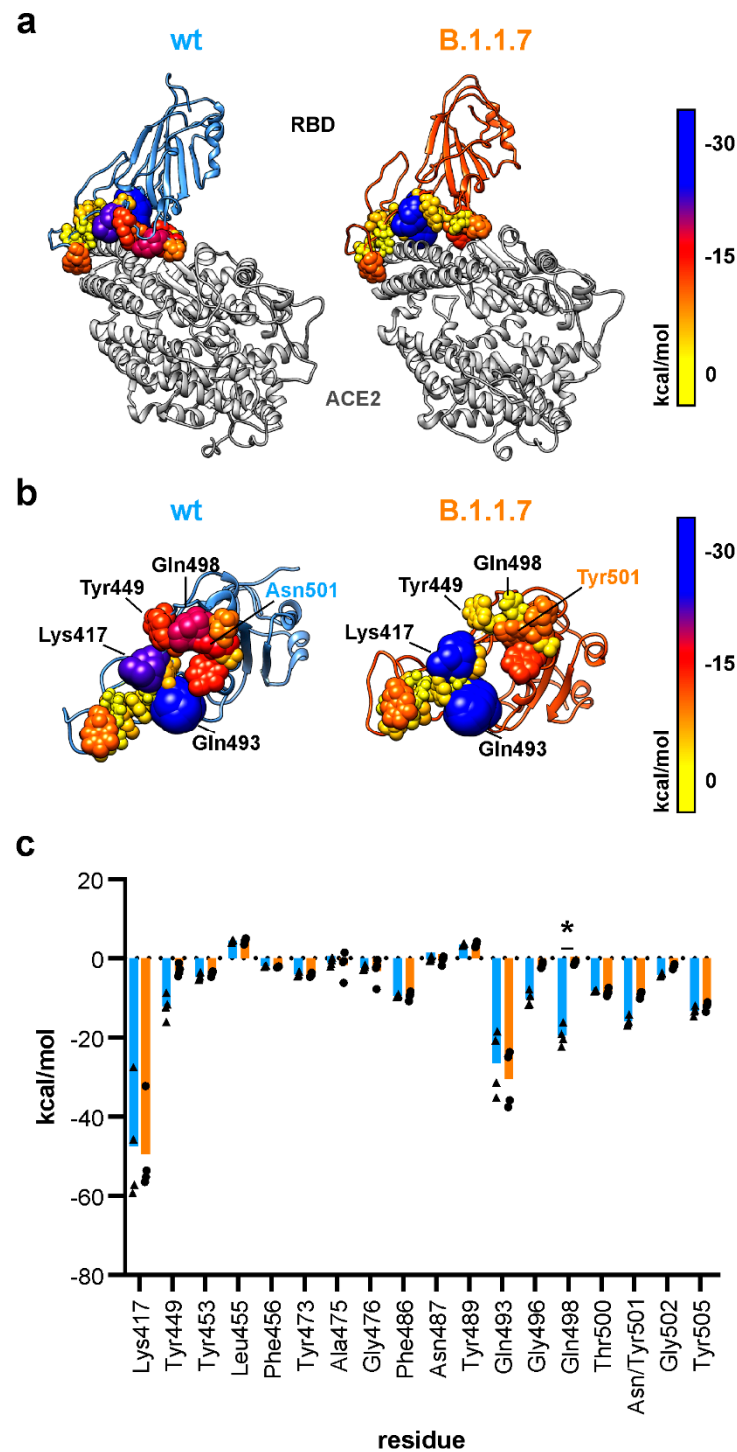 a
wt
B.1.1.7
RBD
ACE2
-30
-15
0
kcal/mol
b
wt
B.1.1.7
Gln498
Tyr449
Asn501
Lys417
Gln493
Gln498
Tyr449
Tyr501
Lys417
Gln493
-30
-15
0
kcal/mol
c
20
0
-20
-40
-60
-80
kcal/mol
*
Lys417
Tyr449
Tyr453
Leu455
Phe456
Tyr473
Ala475
Gly476
Phe486
Asn487
Tyr489
Gln493
Gly496
Gln498
Thr500
Asn/Tyr501
Gly502
Tyr505
residue